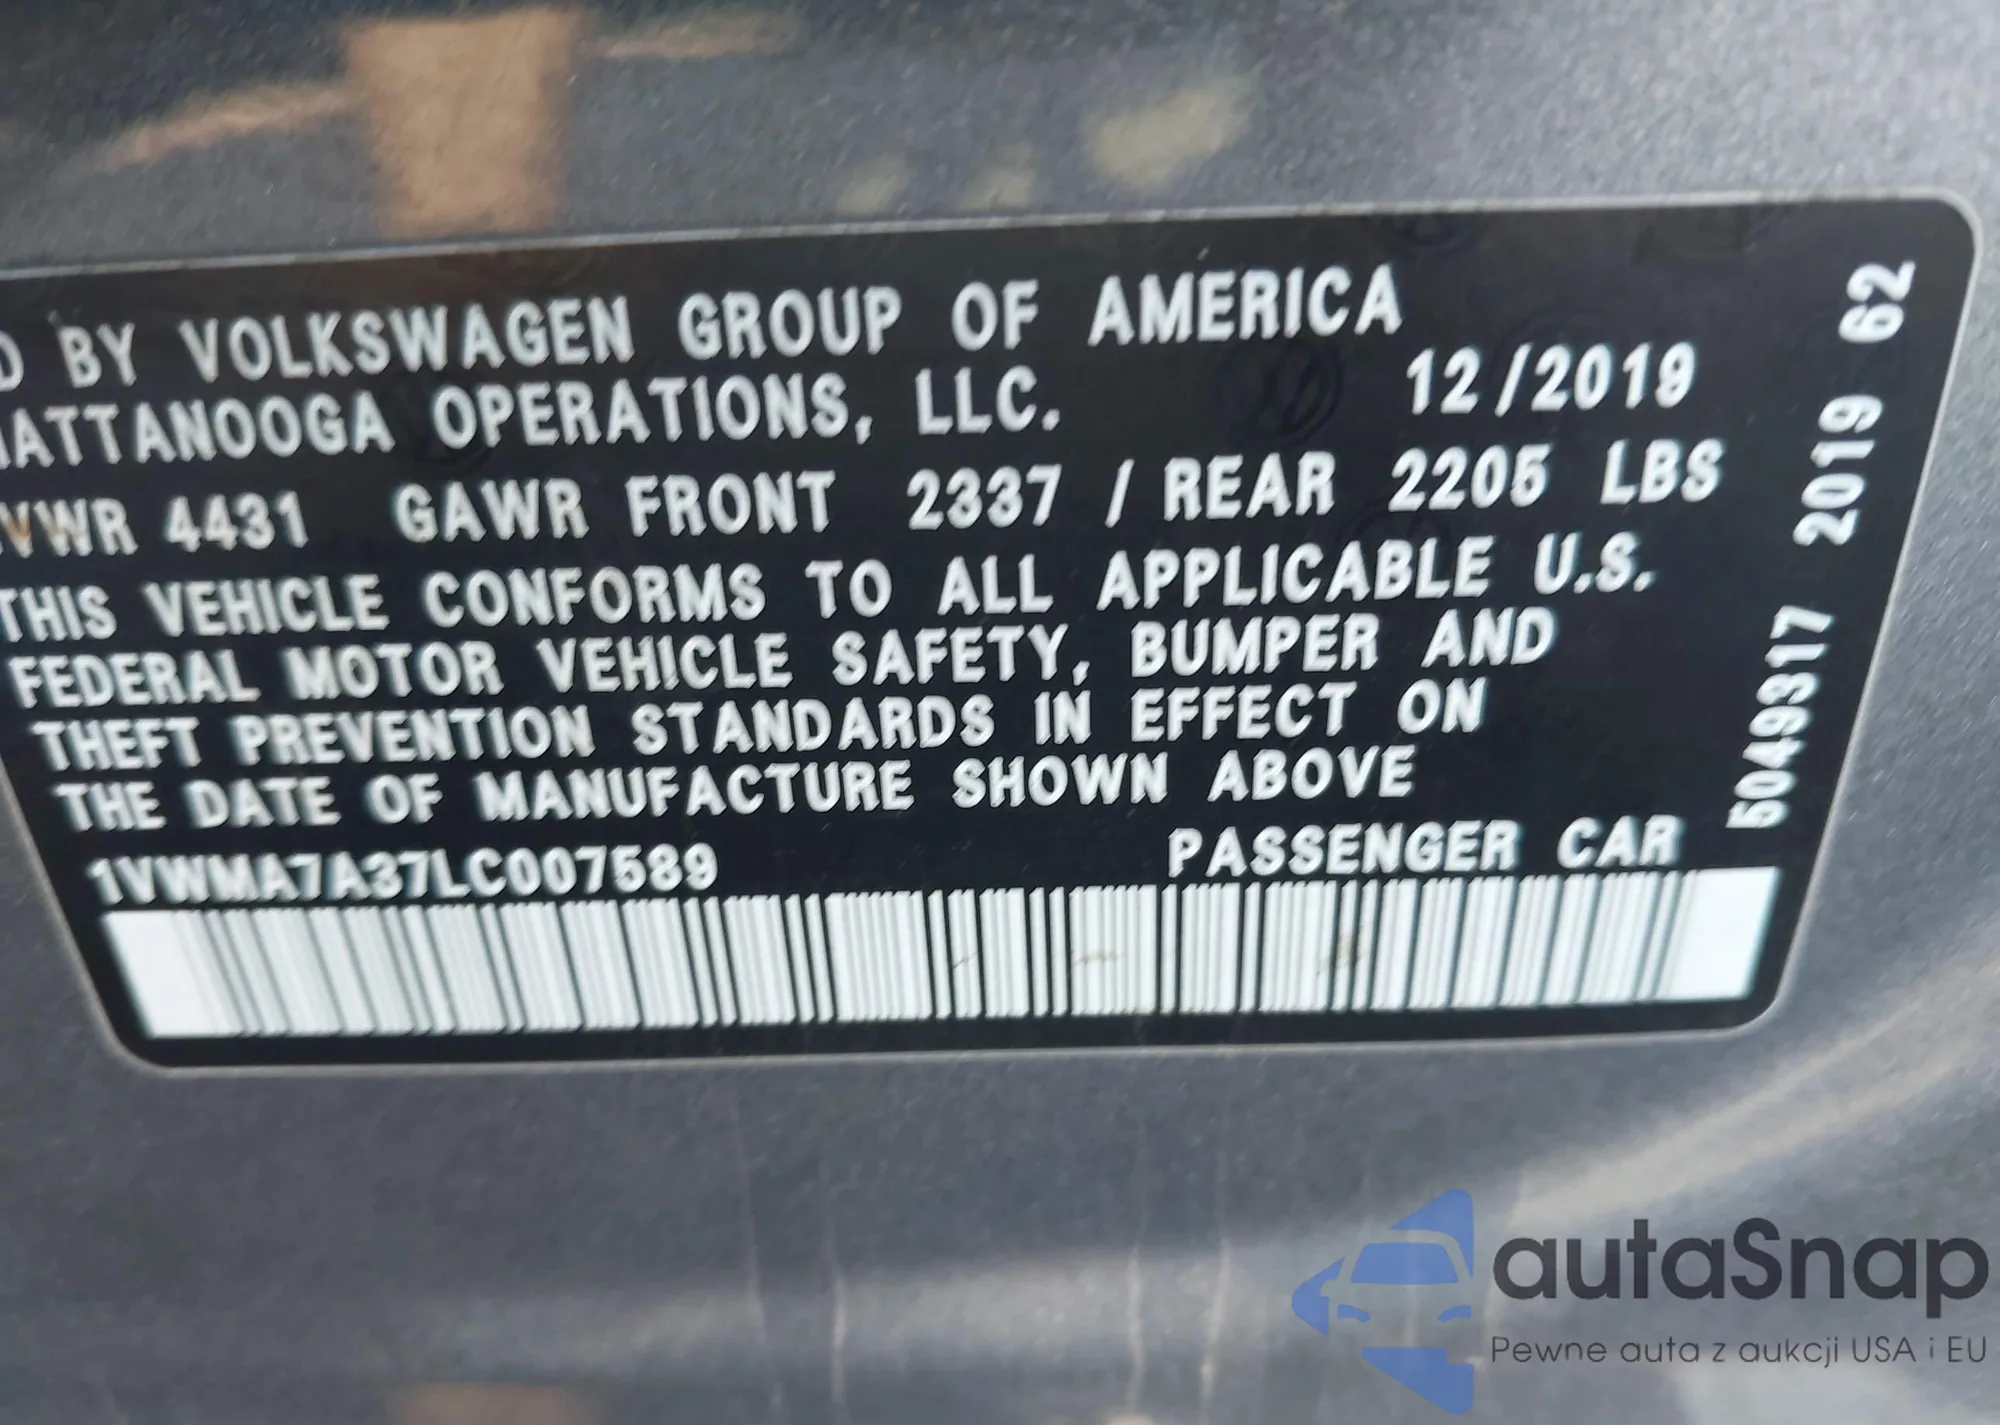 D BY VOLKSWAGEN GROUP OF AMERICA
HATTANOOGA OPERATIONS, LLC. 12/2019
VWR 4431 GAWR FRONT 2337 / REAR 2205 LBS
THIS VEHICLE CONFORMS TO ALL APPLICABLE U.S.
FEDERAL MOTOR VEHICLE SAFETY, BUMPER AND
THEFT PREVENTION STANDARDS IN EFFECT ON
THE DATE OF MANUFACTURE SHOWN ABOVE
1VWMA7A37LC007589 PASSENGER CAR
5049317 2019 62
autaSnap
Pewne auta z aukcji USA i EU